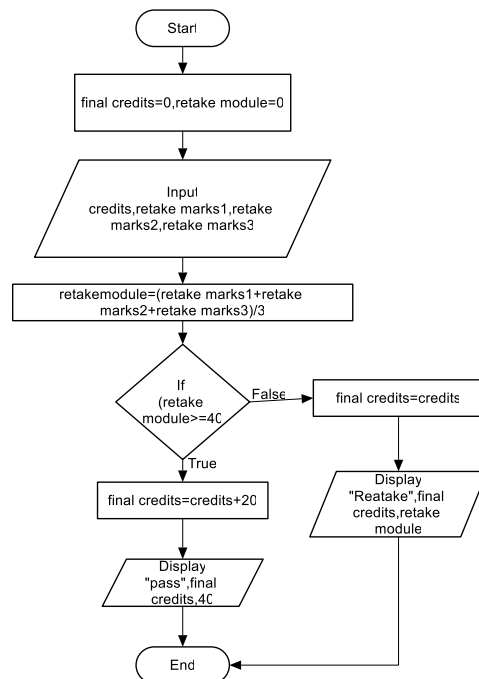 Start
final credits=0,retake module=0
Input
credits,retake marks1,retake
marks2,retake marks3
retakemodule=(retake marks1+retake
marks2+retake marks3)/3
If
(retake
module>=40
False
final credits=credits
True
final credits=credits+20
Display
"Reatake",final
credits,retake
module
Display
"pass",final
credits,40
End